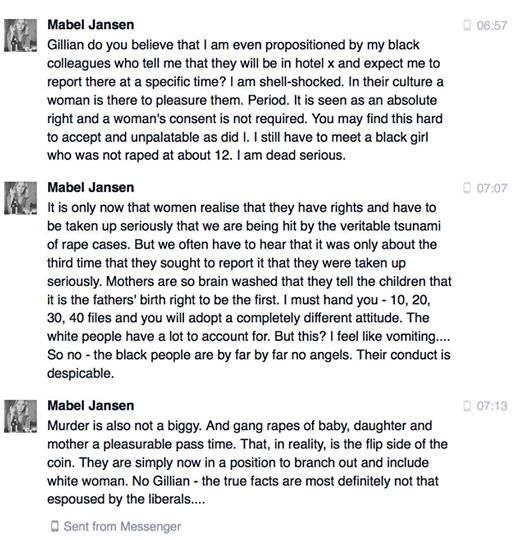 Mabel Jansen 06:57
Gillian do you believe that I am even propositioned by my black
colleagues who tell me that they will be in hotel x and expect me to
report there at a specific time? I am shell-shocked. In their culture a
woman is there to pleasure them. Period. It is seen as an absolute
right and a woman's consent is not required. You may find this hard
to accept and unpalatable as did I. I still have to meet a black girl
who was not raped at about 12. I am dead serious.
Mabel Jansen 07:07
It is only now that women realise that they have rights and have to
be taken up seriously that we are being hit by the veritable tsunami
of rape cases. But we often have to hear that it was only about the
third time that they sought to report it that they were taken up
seriously. Mothers are so brain washed that they tell the children that
it is the fathers' birth right to be the first. I must hand you - 10, 20,
30, 40 files and you will adopt a completely different attitude. The
white people have a lot to account for. But this? I feel like vomiting....
So no - the black people are by far by far no angels. Their conduct is
despicable.
Mabel Jansen 07:13
Murder is also not a biggy. And gang rapes of baby, daughter and
mother a pleasurable pass time. That, in reality, is the flip side of the
coin. They are simply now in a position to branch out and include
white woman. No Gillian - the true facts are most definitely not that
espoused by the liberals....
Sent from Messenger